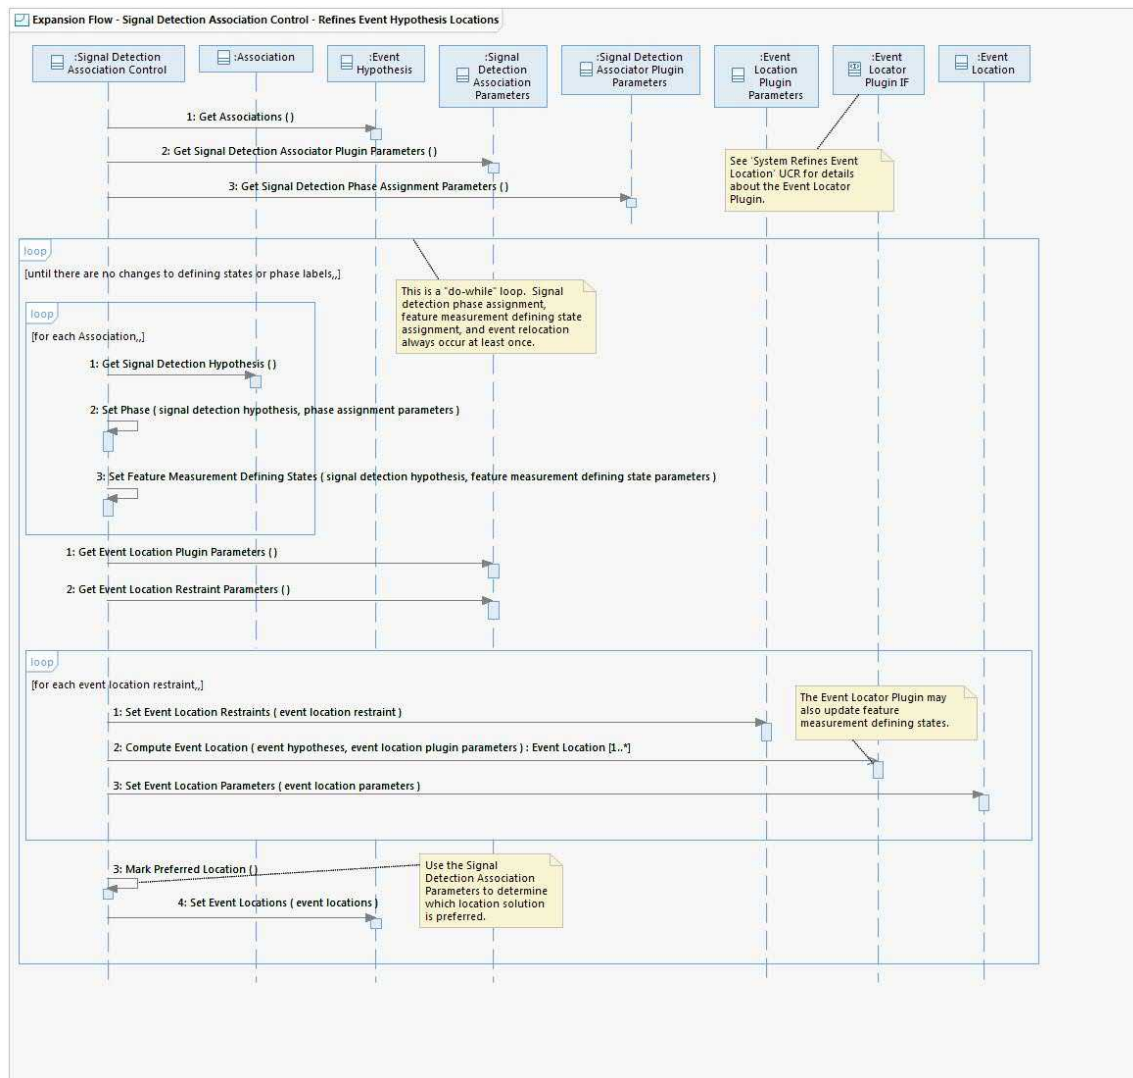 Expansion Flow - Signal Detection Association Control - Refines Event Hypothesis Locations
:Signal Detection
Association Control
:Association
:Event
Hypothesis
:Signal
Detection
Association
Parameters
:Signal Detection
Associator Plugin
Parameters
:Event
Location
Plugin
Parameters
:Event
Locator
Plugin IF
:Event
Location
1: Get Associations ( )
2: Get Signal Detection Associator Plugin Parameters ( )
3: Get Signal Detection Phase Assignment Parameters ( )
See 'System Refines Event
Location' UCR for details
about the Event Locator
Plugin.
loop
[until there are no changes to defining states or phase labels,,]
This is a "do-while" loop. Signal
detection phase assignment,
feature measurement defining state
assignment, and event relocation
always occur at least once.
loop
[for each Association,,]
1: Get Signal Detection Hypothesis ( )
2: Set Phase ( signal detection hypothesis, phase assignment parameters )
3: Set Feature Measurement Defining States ( signal detection hypothesis, feature measurement defining state parameters )
1: Get Event Location Plugin Parameters ( )
2: Get Event Location Restraint Parameters ( )
loop
[for each event location restraint,,]
The Event Locator Plugin may
also update feature
measurement defining states.
1: Set Event Location Restraints ( event location restraint )
2: Compute Event Location ( event hypotheses, event location plugin parameters ) : Event Location [1..*]
3: Set Event Location Parameters ( event location parameters )
3: Mark Preferred Location ( )
Use the Signal
Detection Association
Parameters to determine
which location solution
is preferred.
4: Set Event Locations ( event locations )